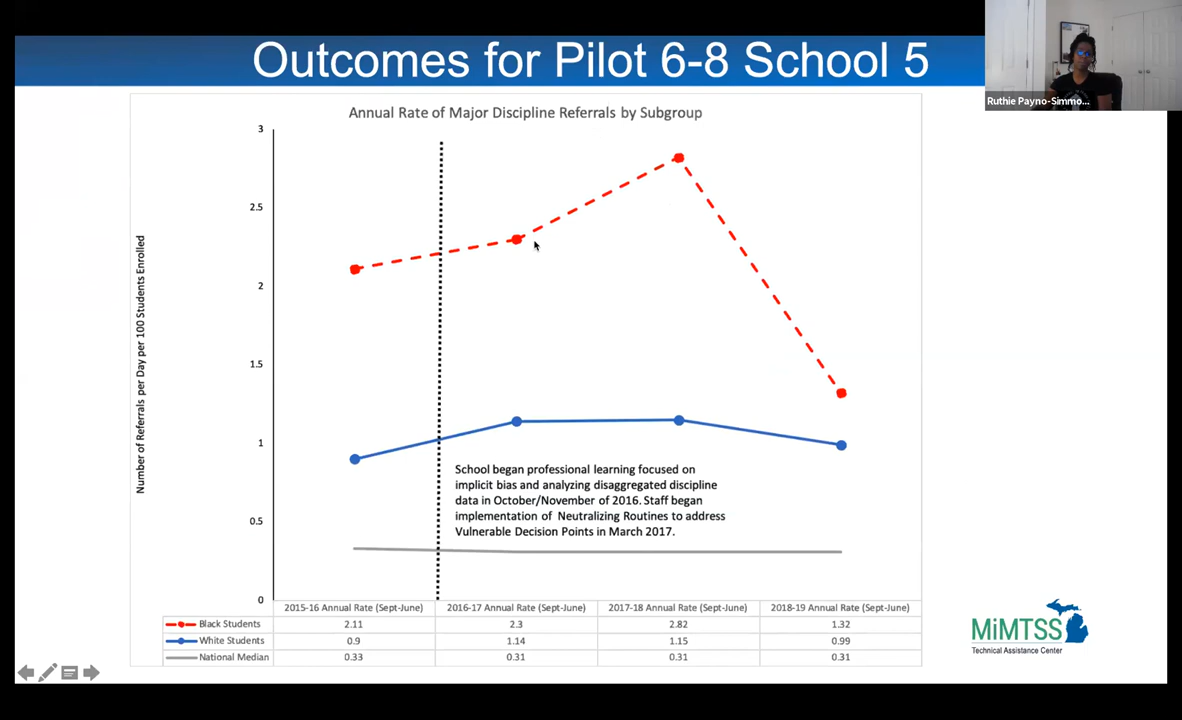 Outcomes for Pilot 6-8 School 5
Ruthie Payno-Simmo...
Annual Rate of Major Discipline Referrals by Subgroup
Number of Referrals per Day per 100 Students Enrolled
3
2.5
2
1.5
1
0.5
0
School began professional learning focused on
implicit bias and analyzing disaggregated discipline
data in October/November of 2016. Staff began
implementation of Neutralizing Routines to address
Vulnerable Decision Points in March 2017.
2015-16 Annual Rate (Sept-June) 2016-17 Annual Rate (Sept-June) 2017-18 Annual Rate (Sept-June) 2018-19 Annual Rate (Sept-June)
Black Students 2.11 2.3 2.82 1.32
White Students 0.9 1.14 1.15 0.99
National Median 0.33 0.31 0.31 0.31
MiMTSS
Technical Assistance Center